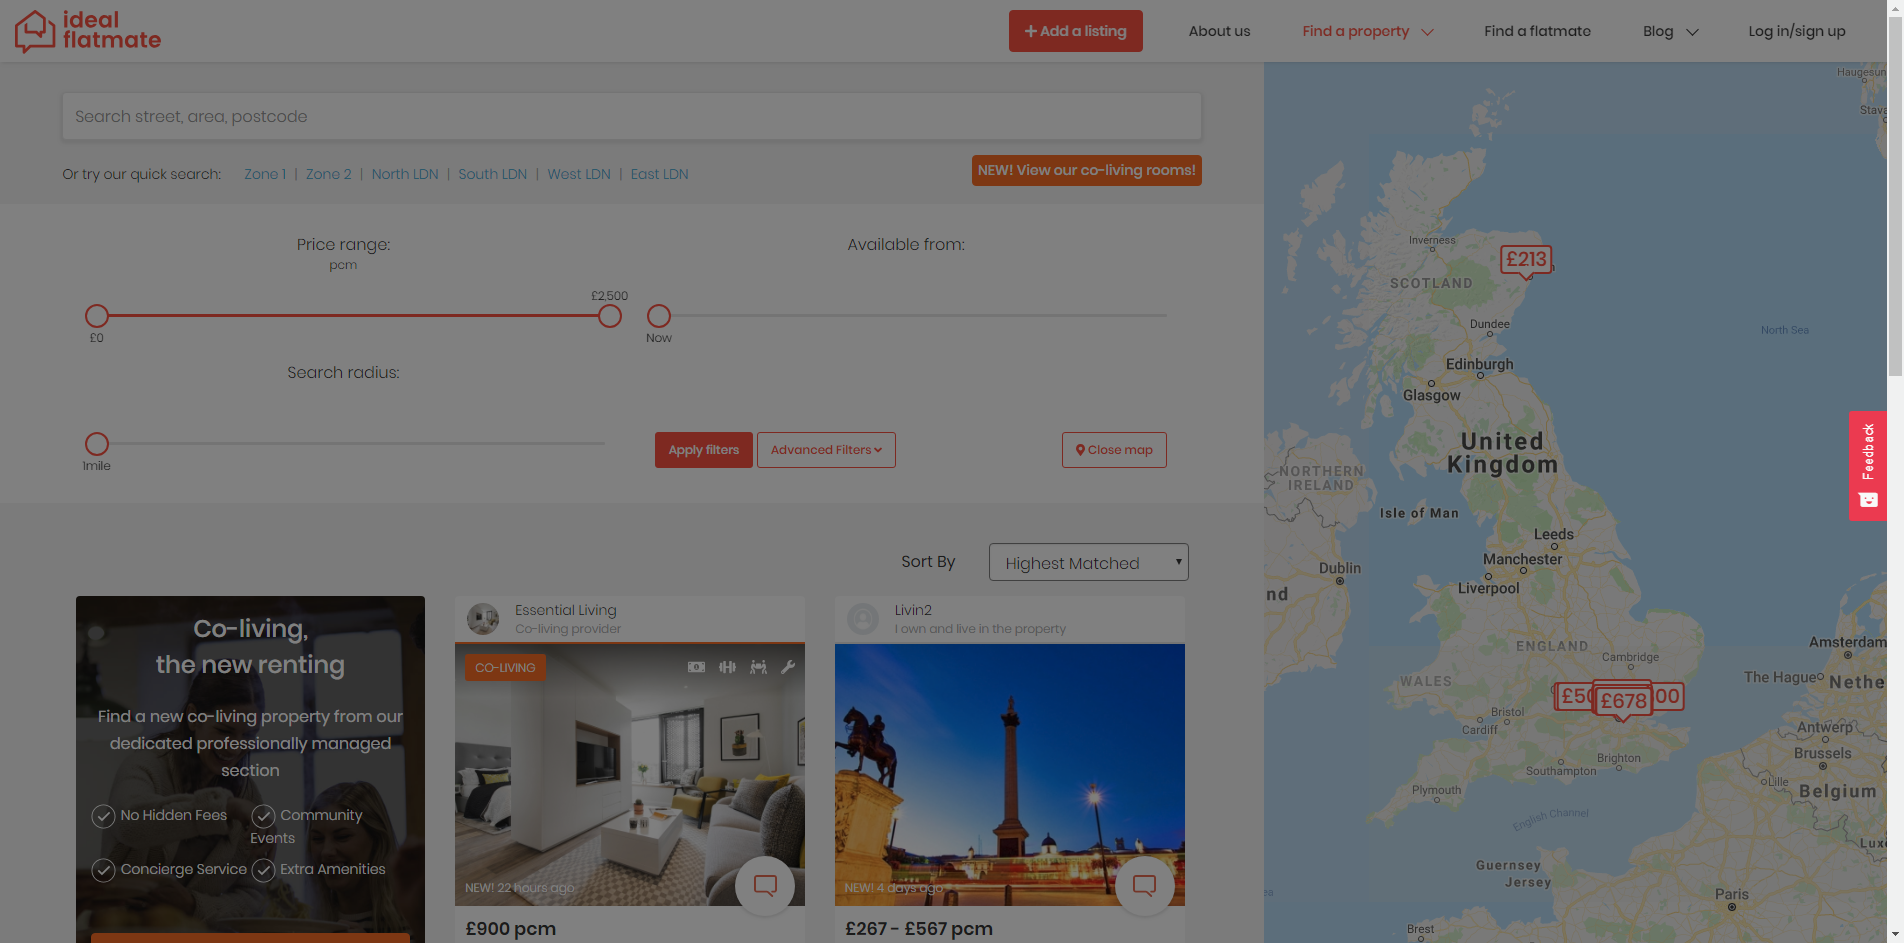 ideal
flatmate
Add a listing
About us
Find a property
Find a flatmate
Blog
Log in/sign up
Search street, area, postcode
Or try our quick search: Zone 1 | Zone 2 | North LDN | South LDN | West LDN | East LDN
NEW! View our co-living rooms!
Price range:
pcm
£2,500
£0
Available from:
Now
Search radius:
1mile
Apply filters
Advanced Filters
Close map
Sort By
Highest Matched
Co-living,
the new renting
Find a new co-living property from our
dedicated professionally managed
section
No Hidden Fees
Community
Events
Concierge Service
Extra Amenities
Essential Living
Co-living provider
CO-LIVING
NEW! 22 hours ago
£900 pcm
Livin2
I own and live in the property
NEW! 4 days ago
£267 - £567 pcm
Haugesun
Stava
Inverness
£213
SCOTLAND
Dundee
North Sea
Edinburgh
Glasgow
United
Kingdom
NORTHERN
IRELAND
Isle of Man
Leeds
Manchester
Dublin
Liverpool
nd
ENGLAND
Cambridge
Amsterdam
WALES
The Hague
Nethe
£50
£678
00
Bristol
Cardiff
Antwerp
Brussels
Brighton
Southampton
Lille
Plymouth
Belgium
English Channel
Luxe
Guernsey
Jersey
Paris
Brest
Feedback